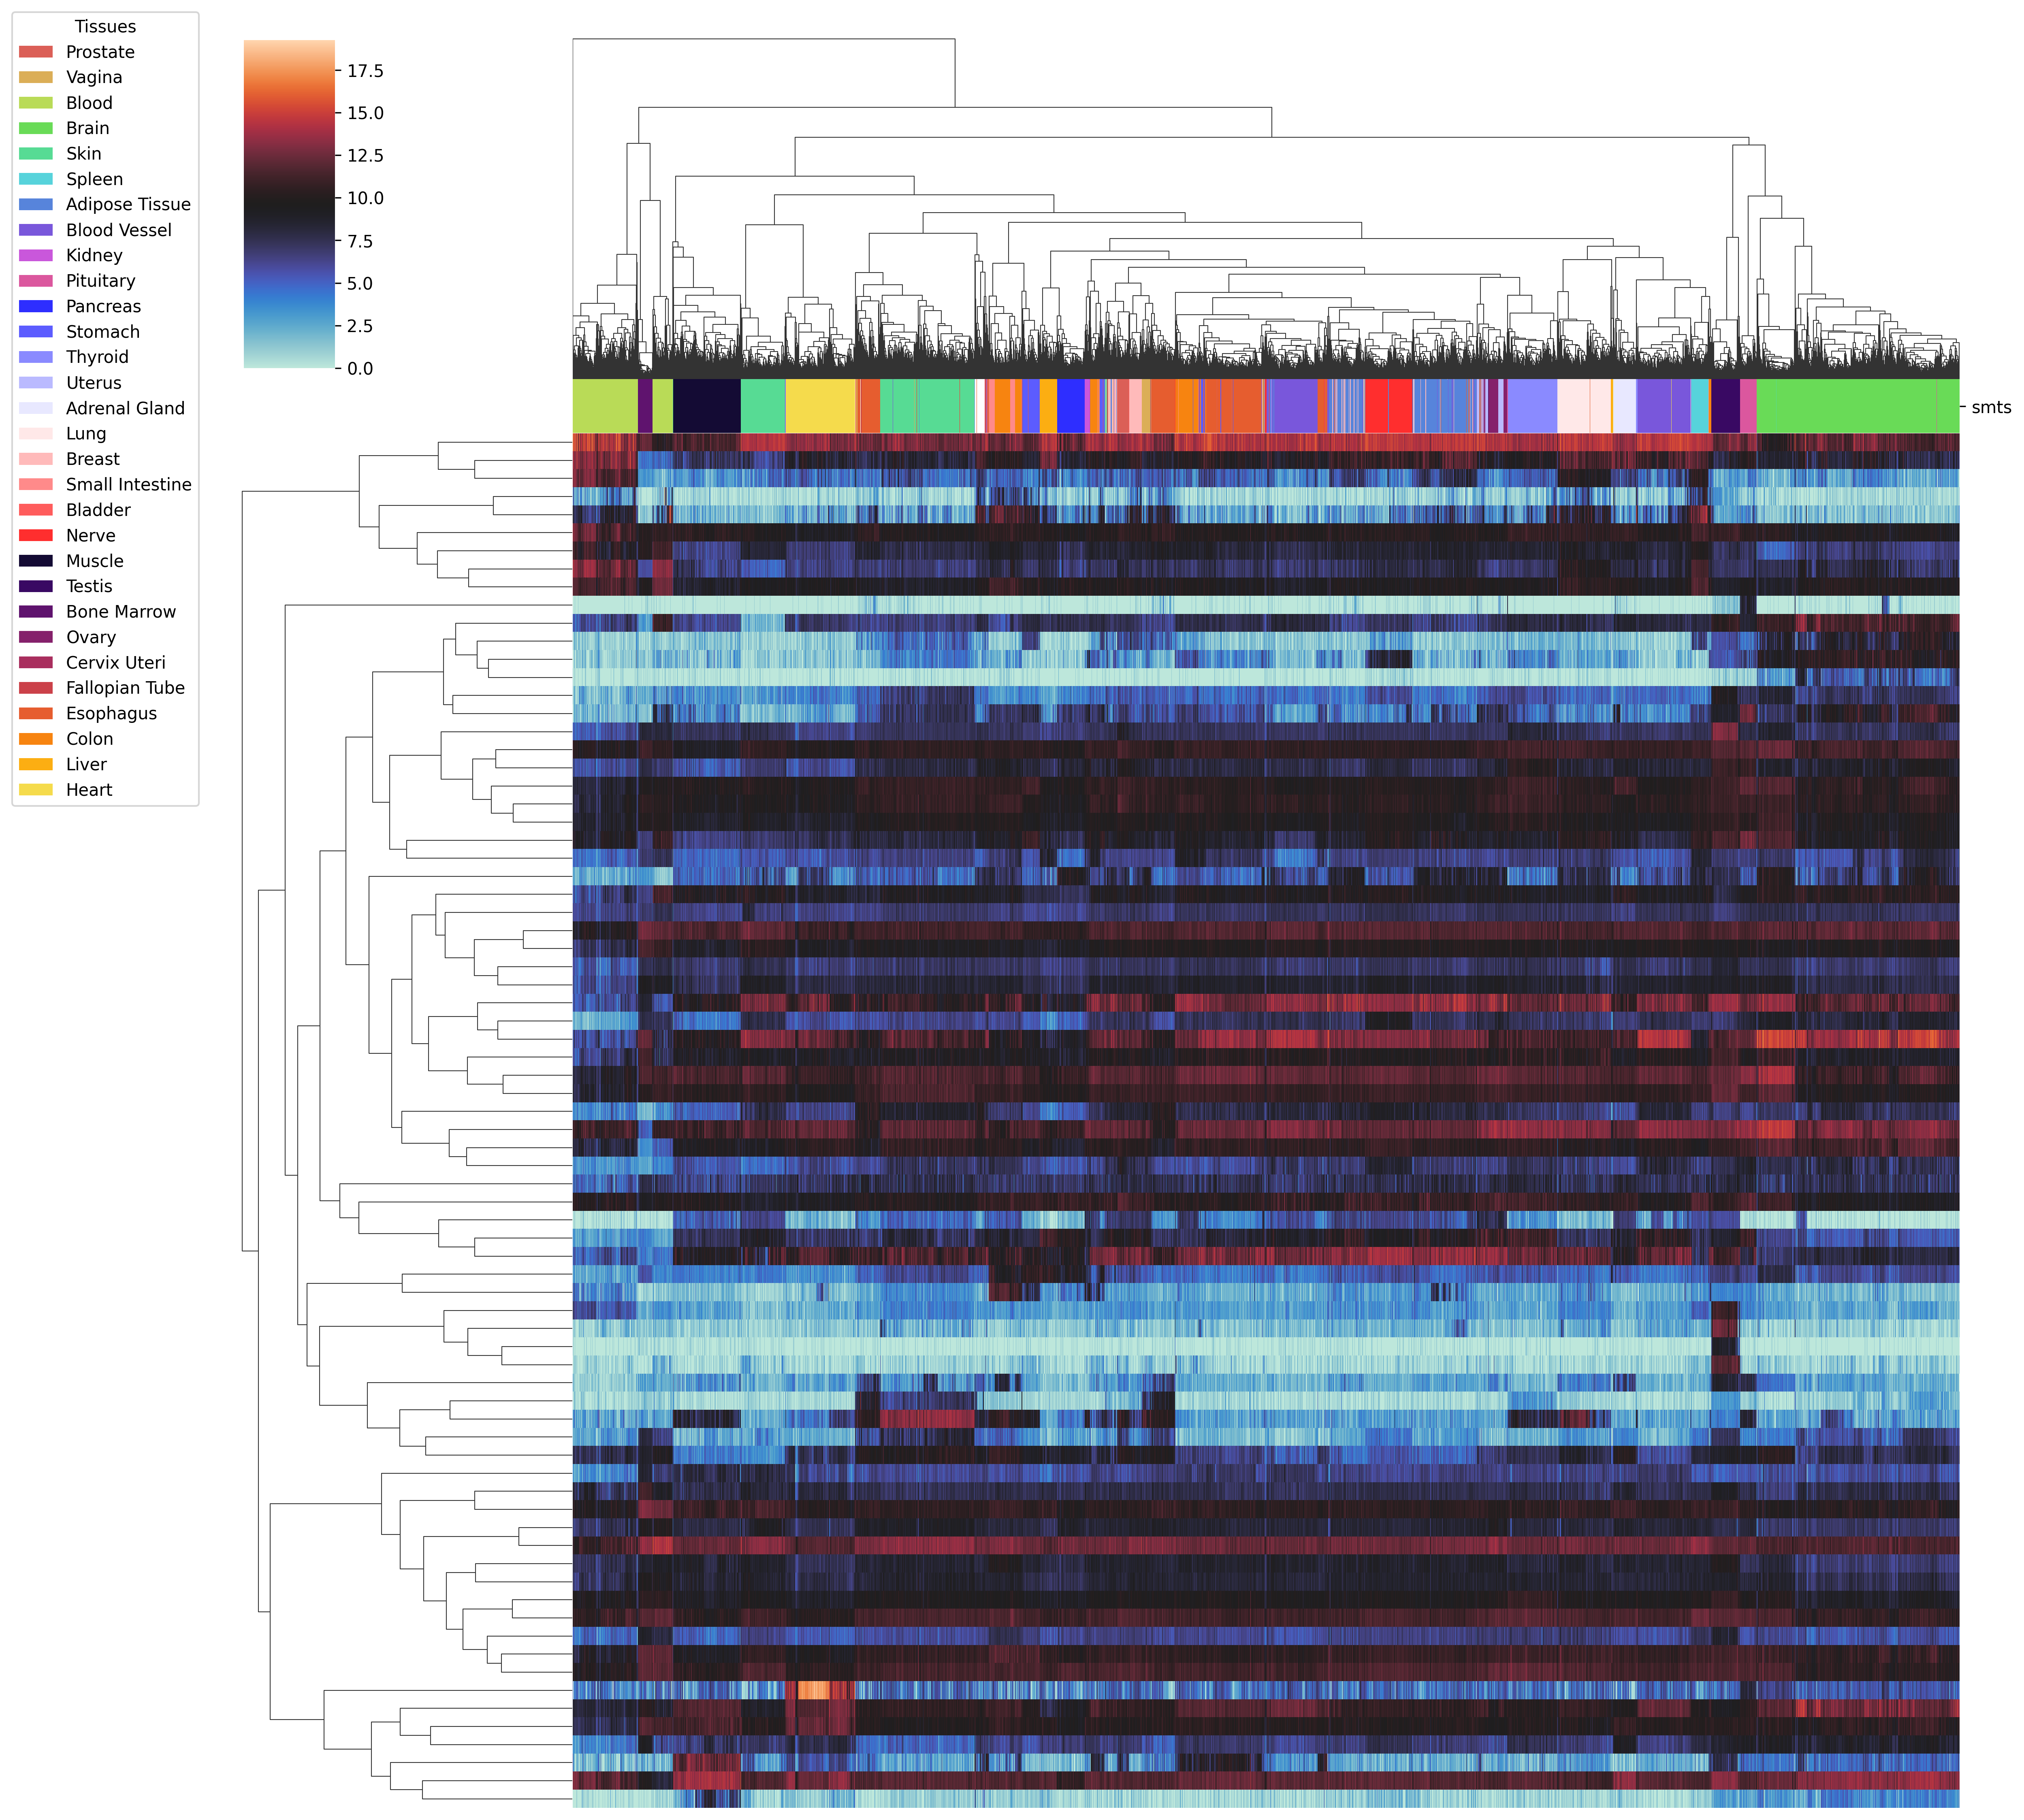 Tissues
Prostate
Vagina
Blood
Brain
Skin
Spleen
Adipose Tissue
Blood Vessel
Kidney
Pituitary
Pancreas
Stomach
Thyroid
Uterus
Adrenal Gland
Lung
Breast
Small Intestine
Bladder
Nerve
Muscle
Testis
Bone Marrow
Ovary
Cervix Uteri
Fallopian Tube
Esophagus
Colon
Liver
Heart
17.5
15.0
12.5
10.0
7.5
5.0
2.5
0.0
smts